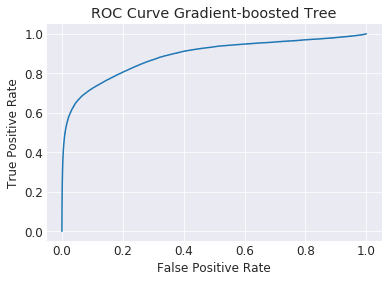 ROC Curve Gradient-boosted Tree
1.0
0.8
0.6
0.4
0.2
0.0
True Positive Rate
0.0 0.2 0.4 0.6 0.8 1.0
False Positive Rate